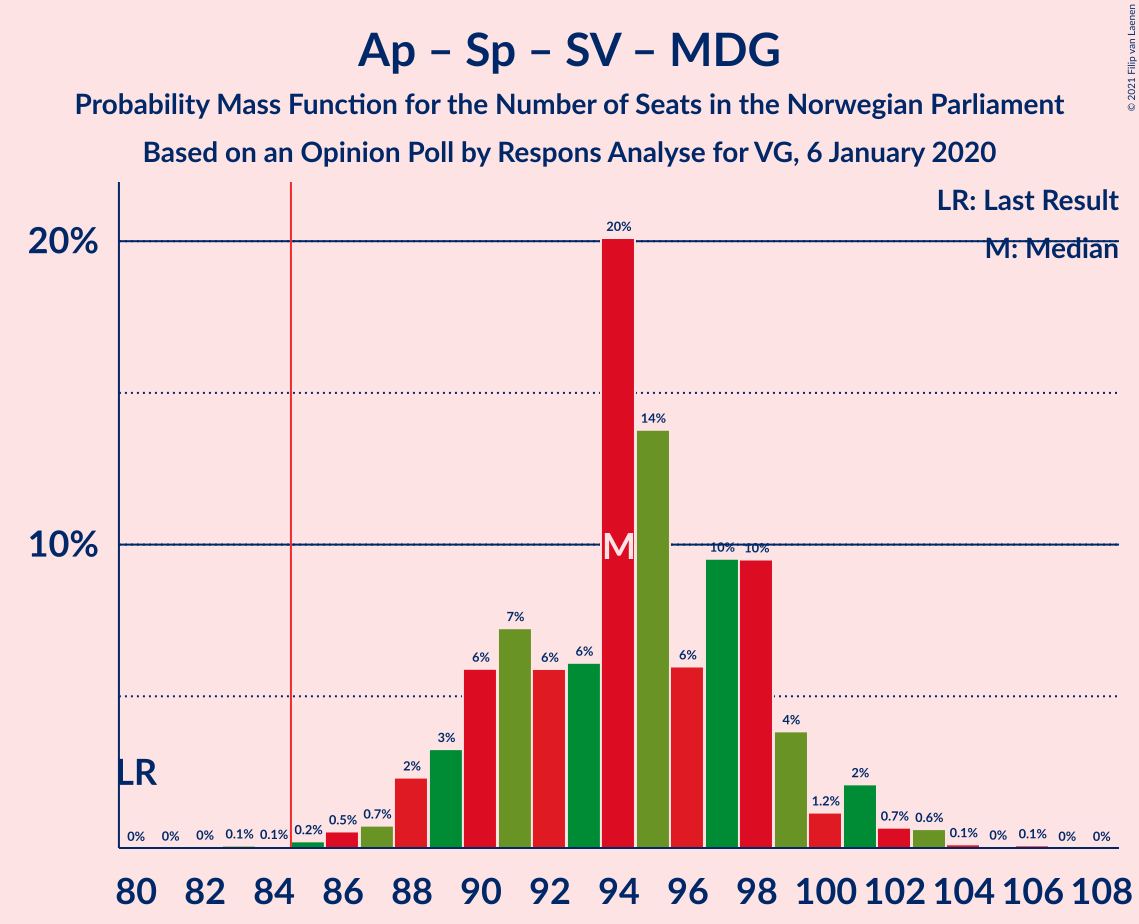 Ap – Sp – SV – MDG
Probability Mass Function for the Number of Seats in the Norwegian Parliament
Based on an Opinion Poll by Respons Analyse for VG, 6 January 2020
© 2021 Filip van Laenen
LR: Last Result
M: Median
20%
10%
LR
M
0% 0% 0% 0.1% 0.1% 0.2% 0.5% 0.7% 2% 3% 6% 7% 6% 6% 20% 14% 6% 10% 10% 4% 1.2% 2% 0.7% 0.6% 0.1% 0% 0.1% 0% 0%
80 82 84 86 88 90 92 94 96 98 100 102 104 106 108